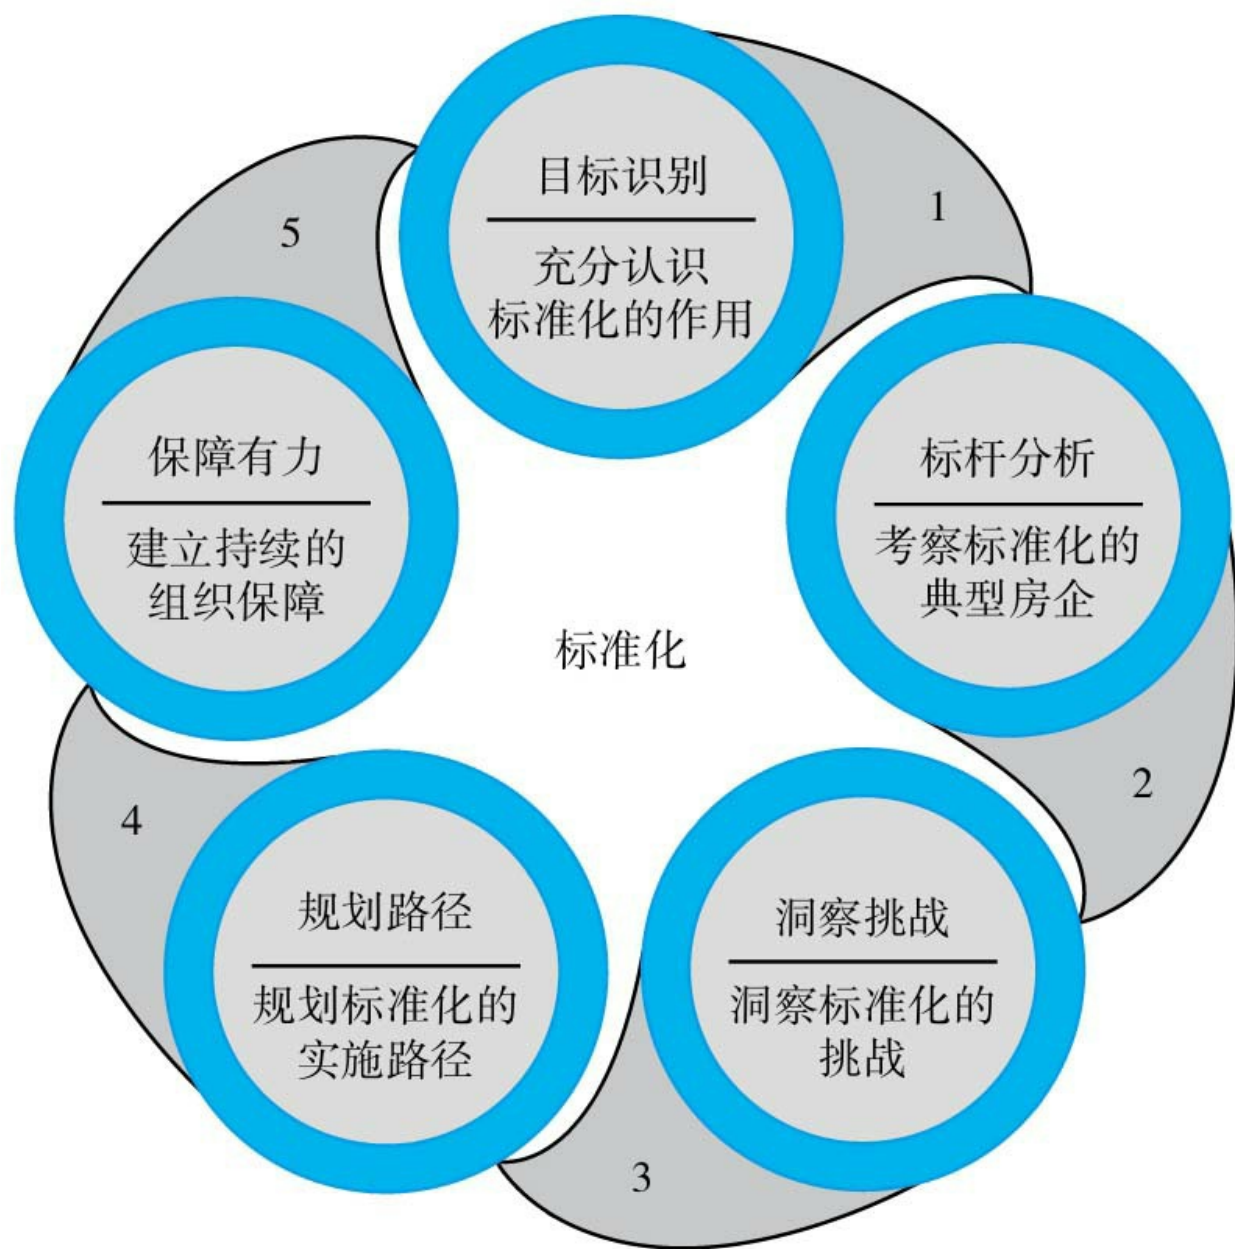 目标识别
充分认识
标准化的作用
1
标杆分析
考察标准化的
典型房企
2
洞察挑战
洞察标准化的
挑战
3
规划路径
规划标准化的
实施路径
4
保障有力
建立持续的
组织保障
5
标准化